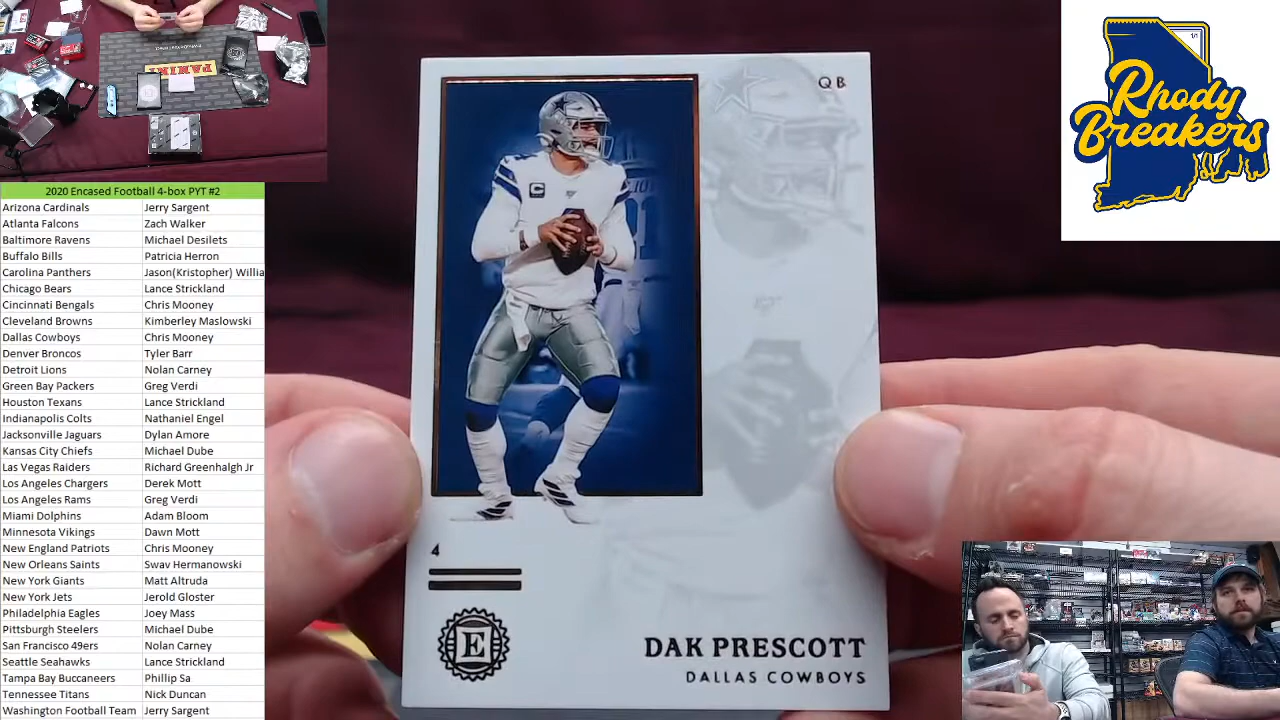 2020 Encased Football 4-box PYT #2
Arizona Cardinals Jerry Sargent
Atlanta Falcons Zach Walker
Baltimore Ravens Michael Desilets
Buffalo Bills Patricia Herron
Carolina Panthers Jason(Kristopher) Willia
Chicago Bears Lance Strickland
Cincinnati Bengals Chris Mooney
Cleveland Browns Kimberley Maslowski
Dallas Cowboys Chris Mooney
Denver Broncos Tyler Barr
Detroit Lions Nolan Carney
Green Bay Packers Greg Verdi
Houston Texans Lance Strickland
Indianapolis Colts Nathaniel Engel
Jacksonville Jaguars Dylan Amore
Kansas City Chiefs Michael Dube
Las Vegas Raiders Richard Greenhalgh Jr
Los Angeles Chargers Derek Mott
Los Angeles Rams Greg Verdi
Miami Dolphins Adam Bloom
Minnesota Vikings Dawn Mott
New England Patriots Chris Mooney
New Orleans Saints Swav Hermanowski
New York Giants Matt Altruda
New York Jets Jerold Gloster
Philadelphia Eagles Joey Mass
Pittsburgh Steelers Michael Dube
San Francisco 49ers Nolan Carney
Seattle Seahawks Lance Strickland
Tampa Bay Buccaneers Phillip Sa
Tennessee Titans Nick Duncan
Washington Football Team Jerry Sargent
PANINI
QB
C
4
E
DAK PRESCOTT
DALLAS COWBOYS
1/1
Rhody
Breakers